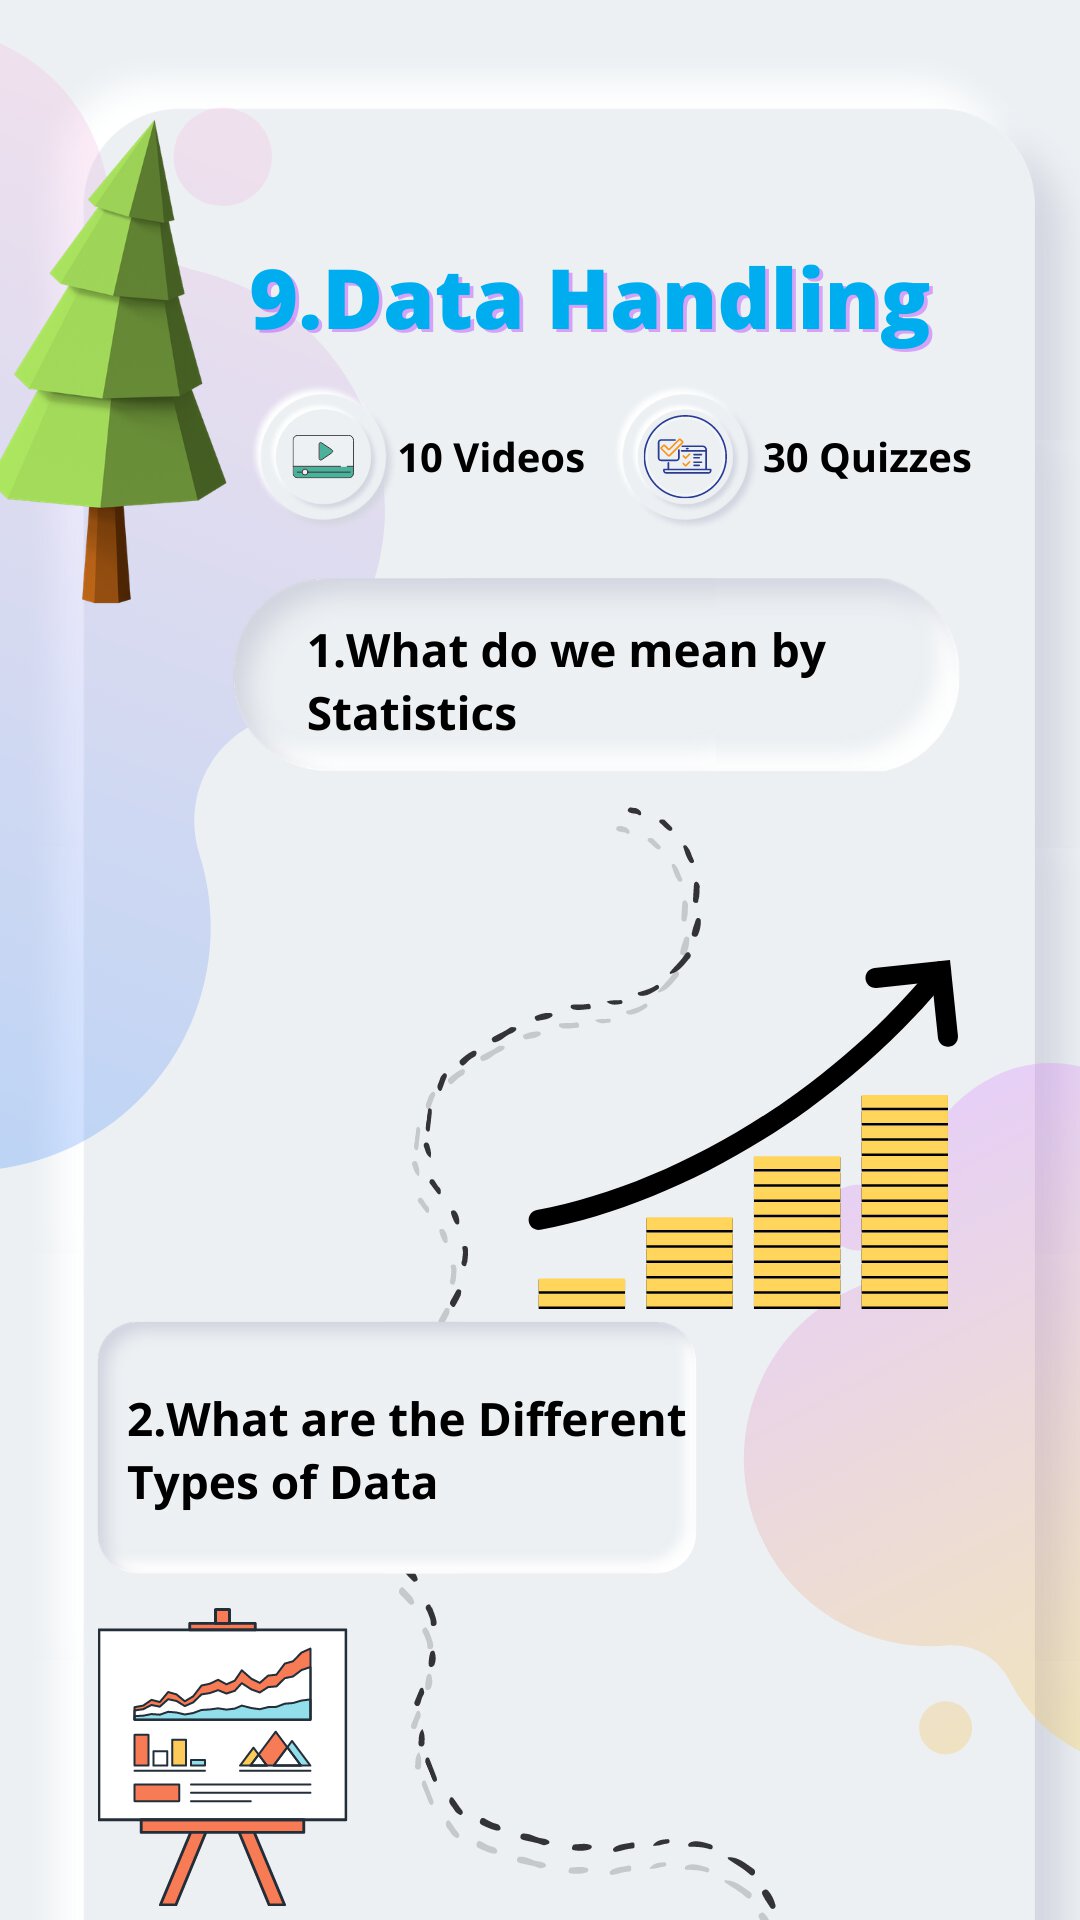 9.Data Handling
10 Videos
30 Quizzes
1.What do we mean by
Statistics
2.What are the Different
Types of Data